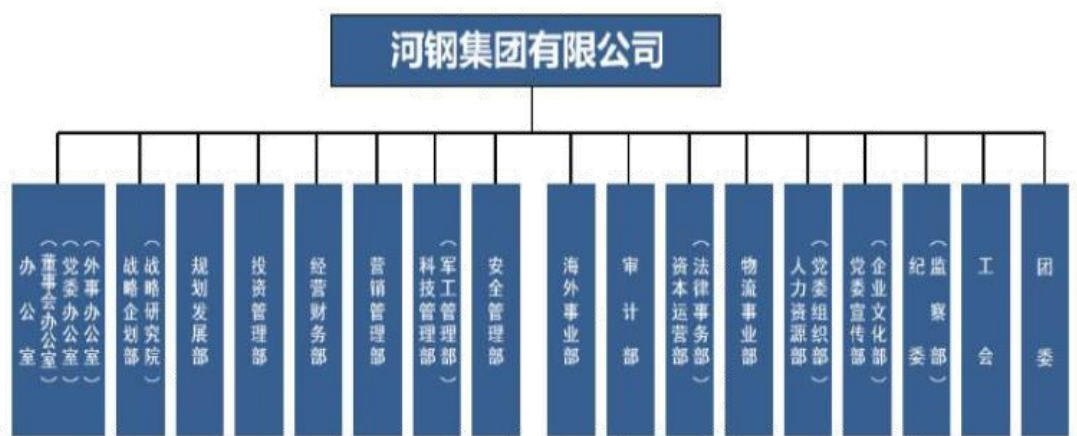 河钢集团有限公司
办公室
（董事会办公室）
（党委办公室）
（外事办公室）
战略企划部
（战略研究院）
规划发展部
投资管理部
经营财务部
营销管理部
科技管理部
（军工管理部）
安全管理部
海外事业部
审计部
资本运营部
（法律事务部）
物流事业部
人力资源部
（党委组织部）
党委宣传部
（企业文化部）
纪委
（监察部）
工会
团委